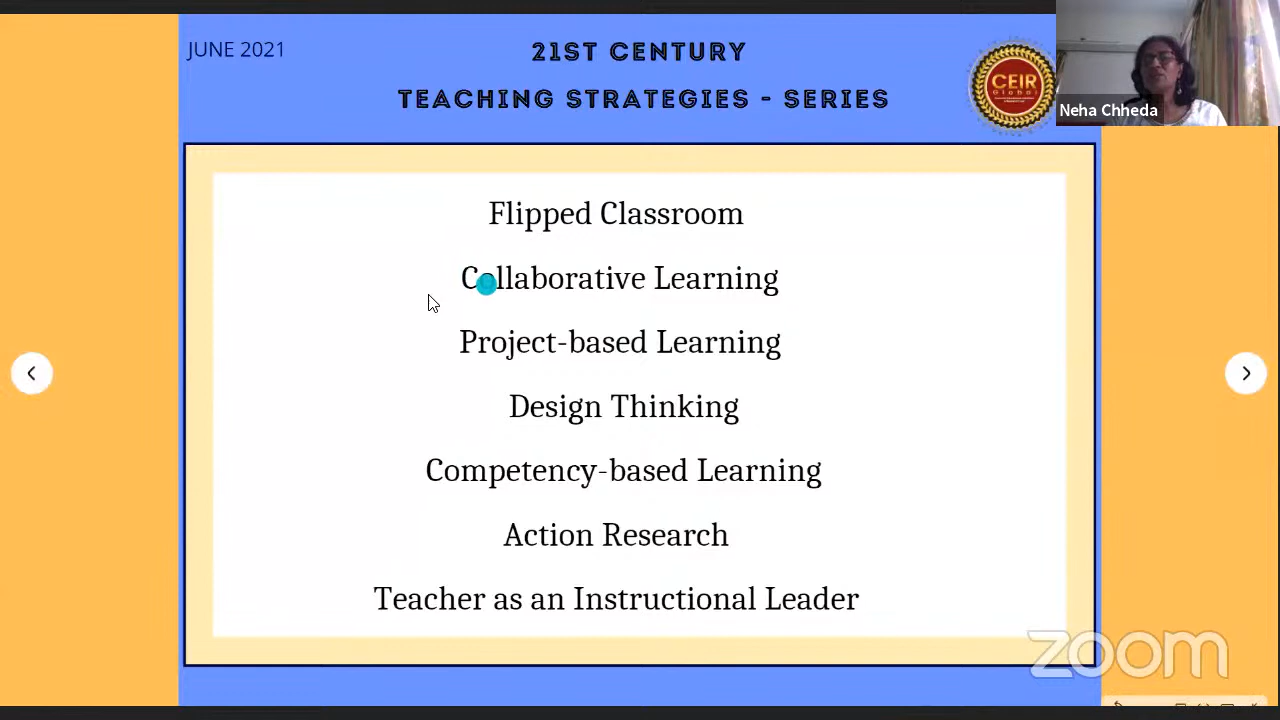 JUNE 2021
21ST CENTURY
TEACHING STRATEGIES - SERIES
CEIR
Global
Neha Chheda
Flipped Classroom
Collaborative Learning
Project-based Learning
Design Thinking
Competency-based Learning
Action Research
Teacher as an Instructional Leader
zoom